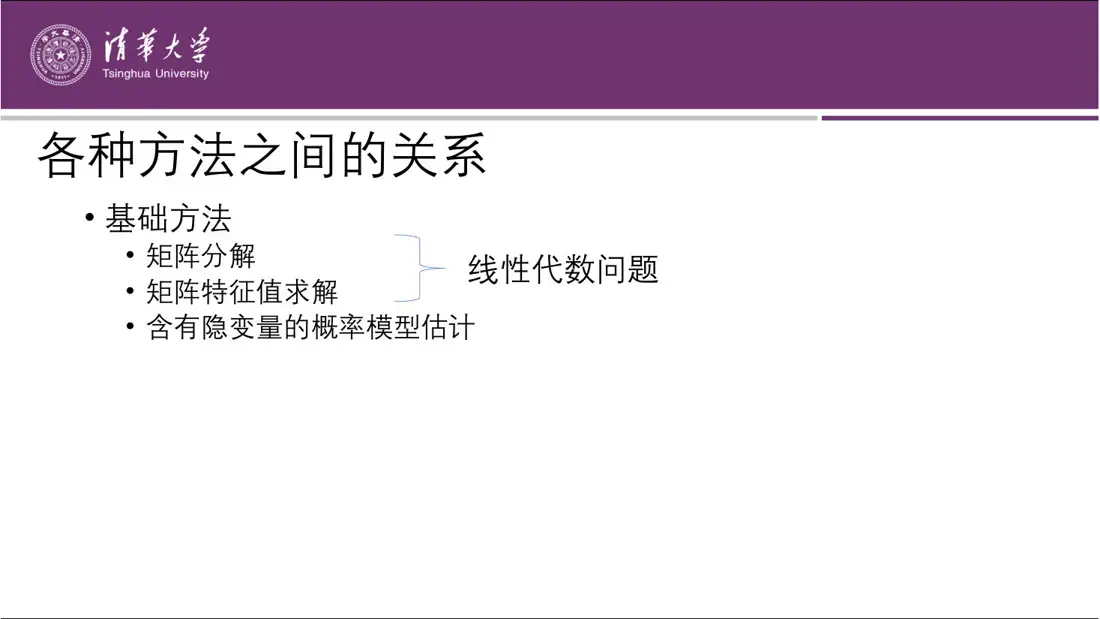 清华大学
Tsinghua University
各种方法之间的关系
• 基础方法
• 矩阵分解
• 矩阵特征值求解
线性代数问题
• 含有隐变量的概率模型估计